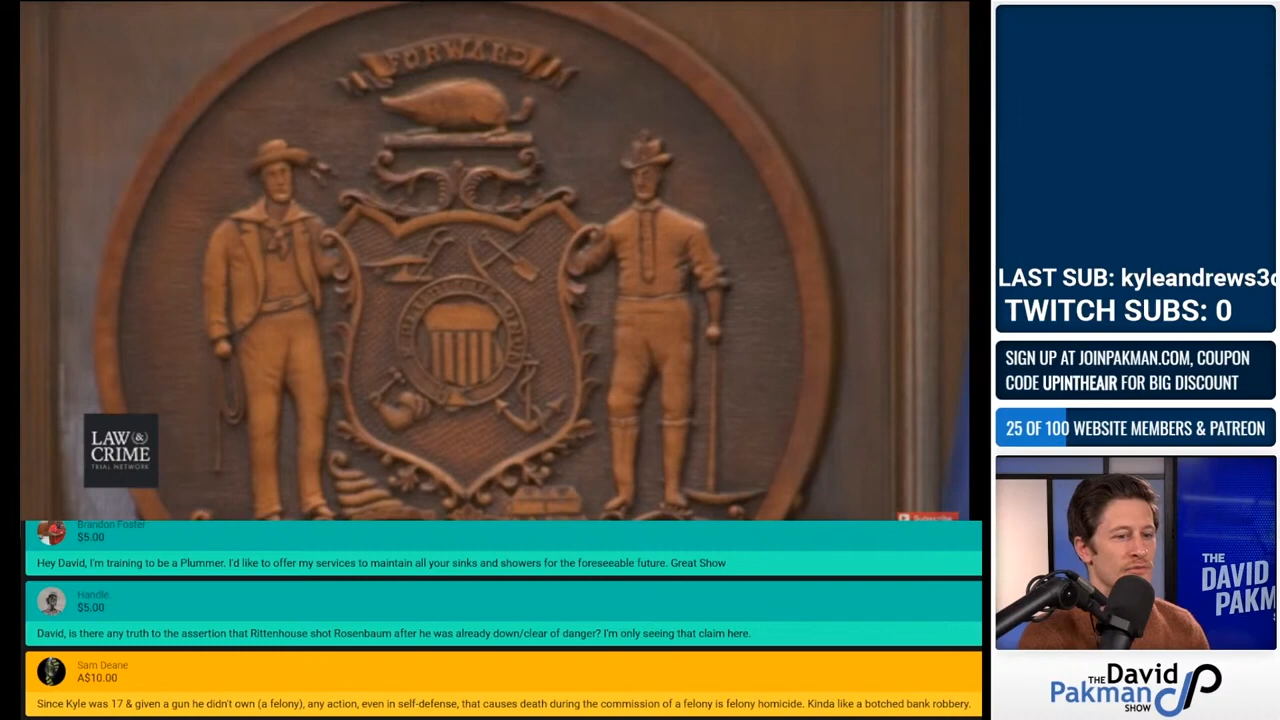 FORWARD
LAW & CRIME
TRIAL NETWORK
Subscribe
Brandon Foster
$5.00
Hey David, I'm training to be a Plummer. I'd like to offer my services to maintain all your sinks and showers for the foreseeable future. Great Show
Handle.
$5.00
David, is there any truth to the assertion that Rittenhouse shot Rosenbaum after he was already down/clear of danger? I'm only seeing that claim here.
Sam Deane
A$10.00
Since Kyle was 17 & given a gun he didn't own (a felony), any action, even in self-defense, that causes death during the commission of a felony is felony homicide. Kinda like a botched bank robbery.
LAST SUB: kyleandrews3
TWITCH SUBS: 0
SIGN UP AT JOINPAKMAN.COM, COUPON
CODE UPINTHEAIR FOR BIG DISCOUNT
25 OF 100 WEBSITE MEMBERS & PATREON
THE
DAVID
PAKM
THE David
Pakman
SHOW